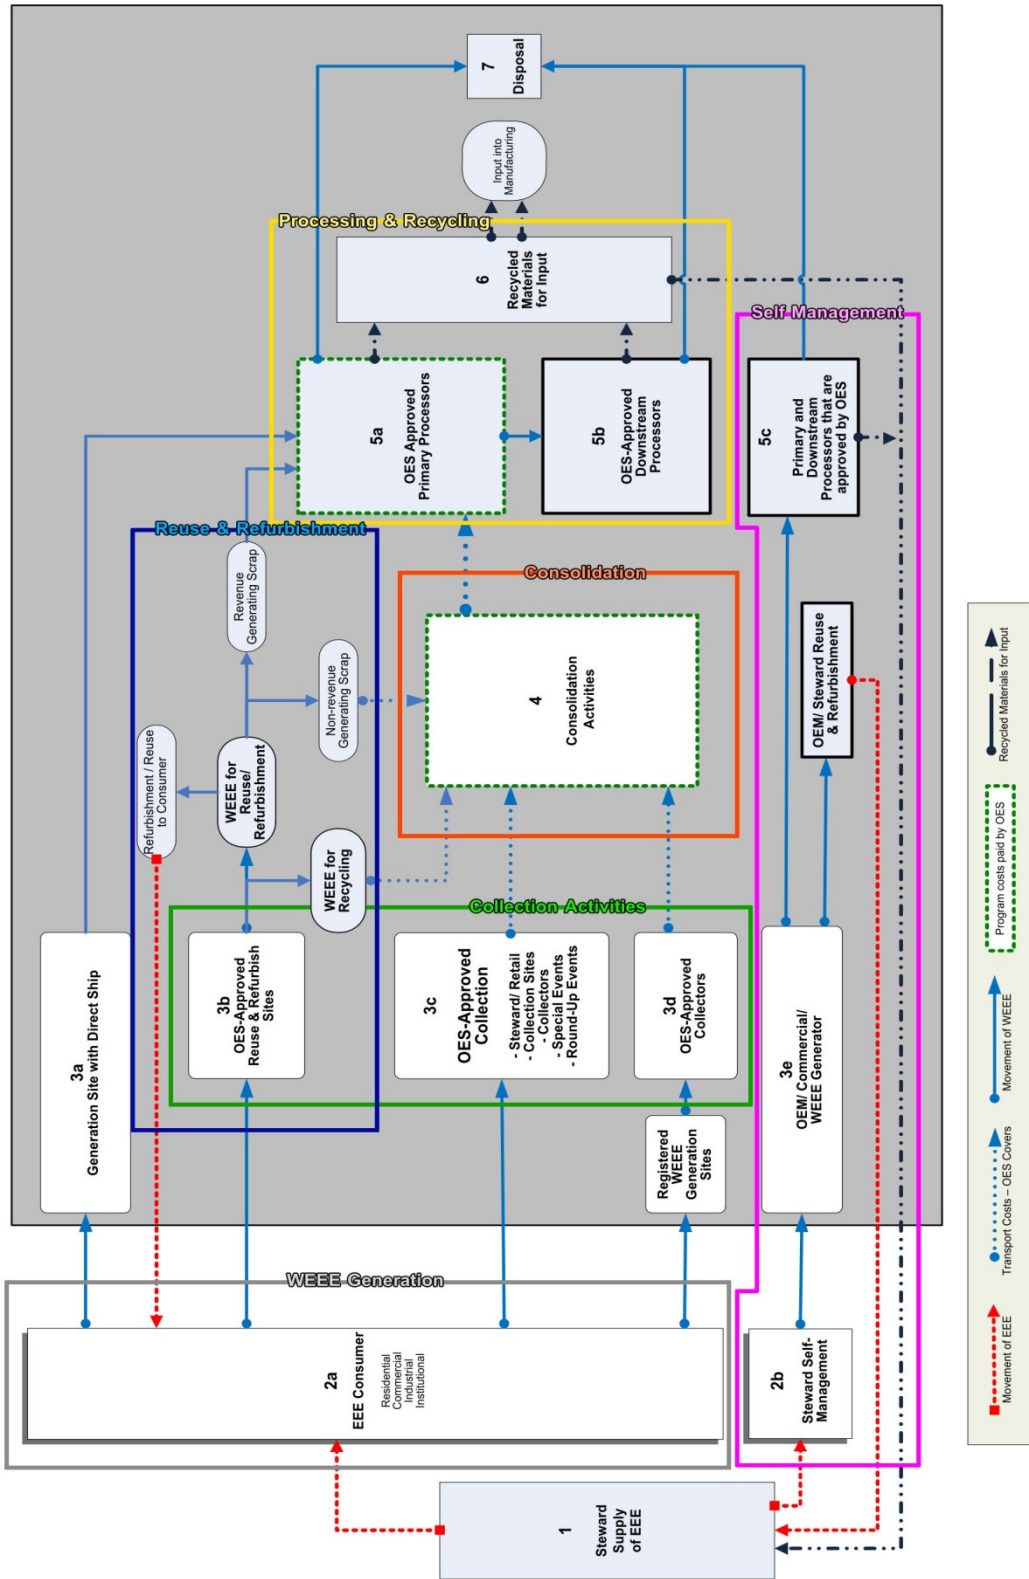 WEEE Generation
Collection Activities
Reuse & Refurbishment
Consolidation
Processing & Recycling
Self Management
1
Steward
Supply
of EEE
2a
EEE Consumer
Residential
Commercial
Industrial
Institutional
2b
Steward Self-
Management
3a
Generation Site with Direct Ship
3b
OES-Approved
Reuse & Refurbish
Sites
3c
OES-Approved
Collection
- Steward/ Retail
- Collection Sites
- Collectors
- Special Events
- Round-Up Events
Registered
WEEE
Generation
Sites
3d
OES-Approved
Collectors
3e
OEM/ Commercial/
WEEE Generator
Refurbishment / Reuse
to Consumer
WEEE for
Reuse/
Refurbishment
WEEE for
Recycling
Revenue
Generating Scrap
Non-revenue
Generating Scrap
4
Consolidation
Activities
OEM/ Steward Reuse
& Refurbishment
5a
OES Approved
Primary Processors
5b
OES-Approved
Downstream
Processors
5c
Primary and
Downstream
Processors that are
approved by OES
6
Recycled
Materials
for Input
Input into
Manufacturing
7
Disposal
Movement of EEE
Transport Costs – OES Covers
Movement of WEEE
Program costs paid by OES
Recycled Materials for Input